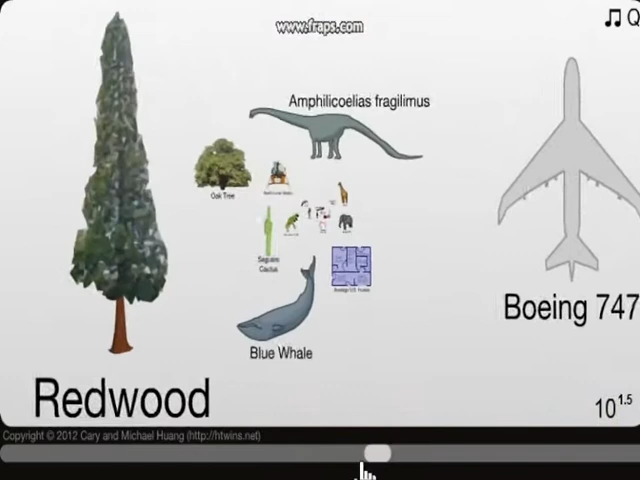 www.fraps.com
Q
Amphilicoelias fragilimus
Oak Tree
Saguaro
Cactus
Boeing 747
Blue Whale
Redwood
10^1.5
Copyright © 2012 Cary and Michael Huang (http://htwins.net)